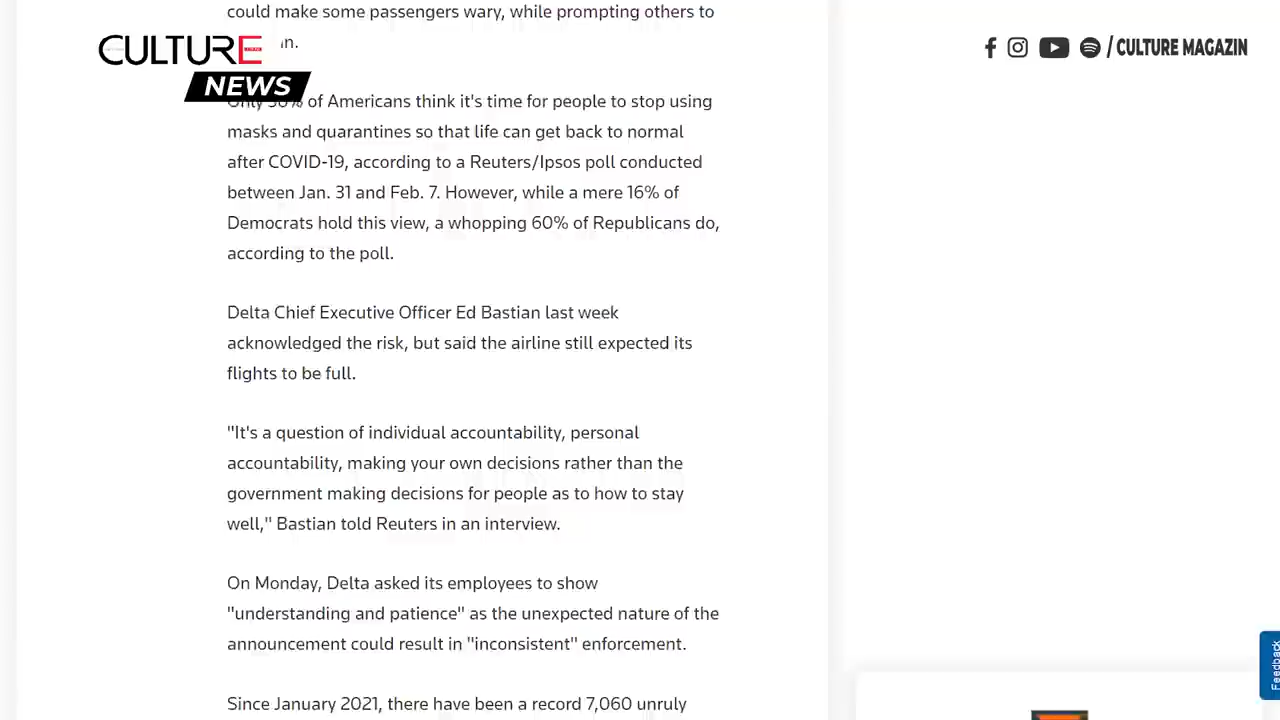 could make some passengers wary, while prompting others to
in.
CULTURE
NEWS
/ CULTURE MAGAZIN
Only of Americans think it's time for people to stop using
masks and quarantines so that life can get back to normal
after COVID-19, according to a Reuters/Ipsos poll conducted
between Jan. 31 and Feb. 7. However, while a mere 16% of
Democrats hold this view, a whopping 60% of Republicans do,
according to the poll.
Delta Chief Executive Officer Ed Bastian last week
acknowledged the risk, but said the airline still expected its
flights to be full.
"It's a question of individual accountability, personal
accountability, making your own decisions rather than the
government making decisions for people as to how to stay
well," Bastian told Reuters in an interview.
On Monday, Delta asked its employees to show
"understanding and patience" as the unexpected nature of the
announcement could result in "inconsistent" enforcement.
Since January 2021, there have been a record 7,060 unruly
Feedback